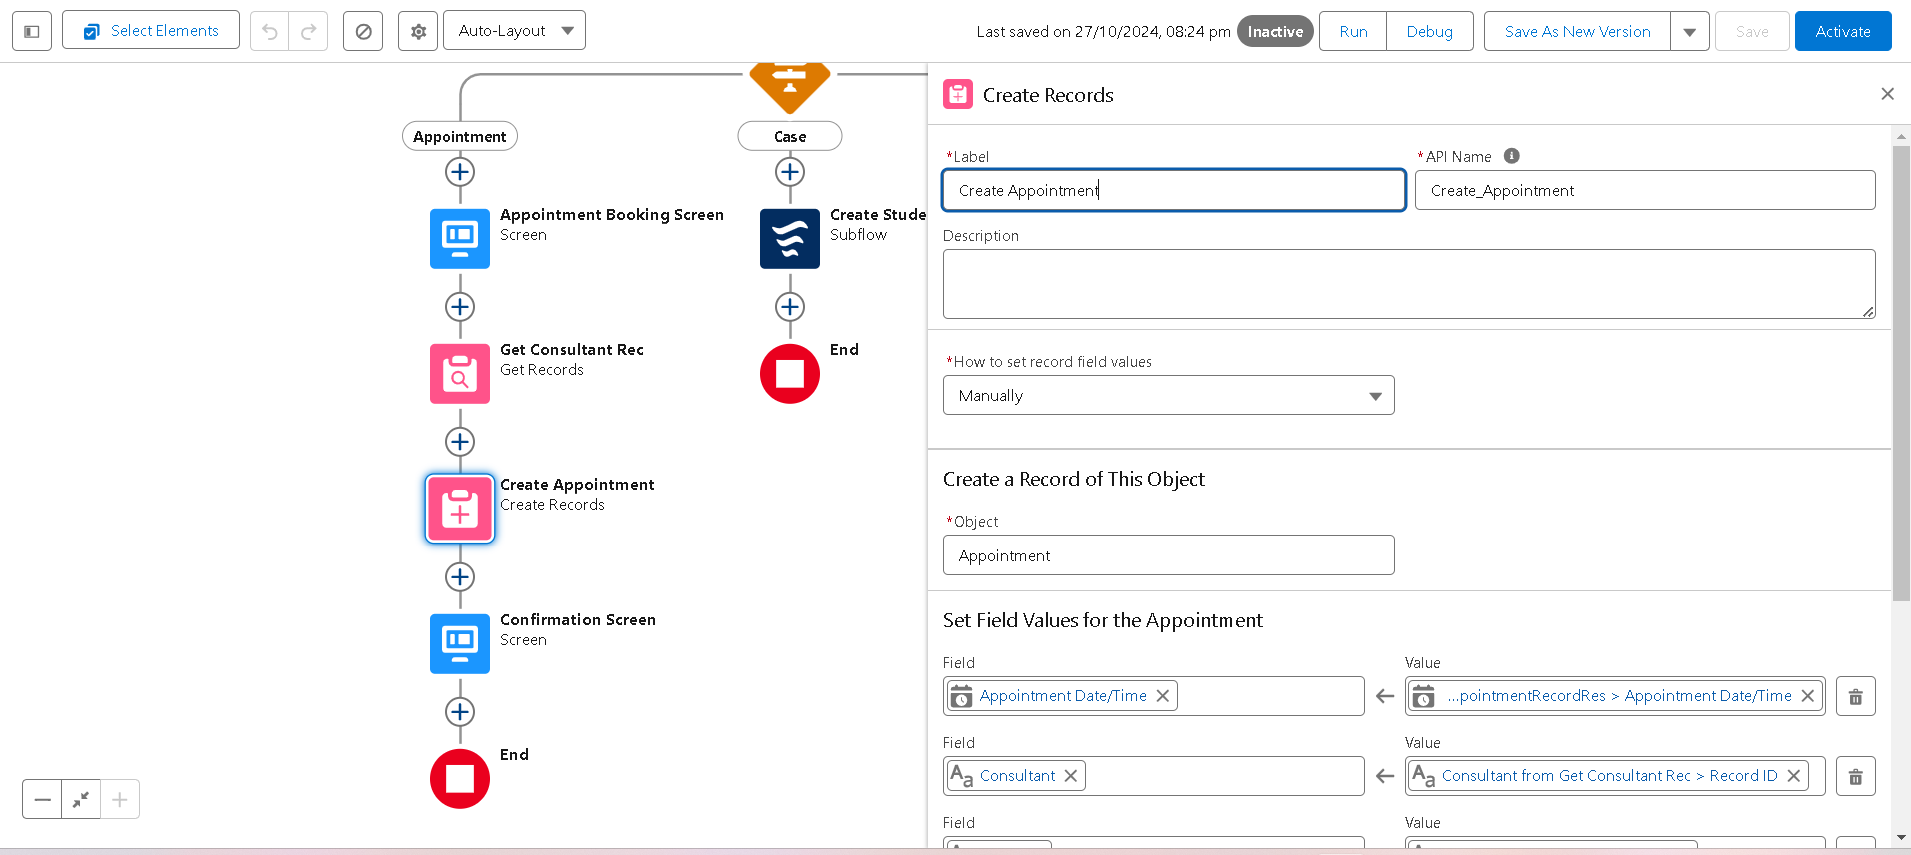 Select Elements
Auto-Layout
Last saved on 27/10/2024, 08:24 pm
Inactive
Run
Debug
Save As New Version
Save
Activate
Appointment
Case
Appointment Booking Screen
Screen
Create Stude
Subflow
Get Consultant Rec
Get Records
End
Create Appointment
Create Records
Confirmation Screen
Screen
End
Create Records
*Label
*API Name
Create Appointment
Create_Appointment
Description
*How to set record field values
Manually
Create a Record of This Object
*Object
Appointment
Set Field Values for the Appointment
Field
Value
Appointment Date/Time
...pointmentRecordRes > Appointment Date/Time
Field
Value
Consultant
Consultant from Get Consultant Rec > Record ID
Field
Value